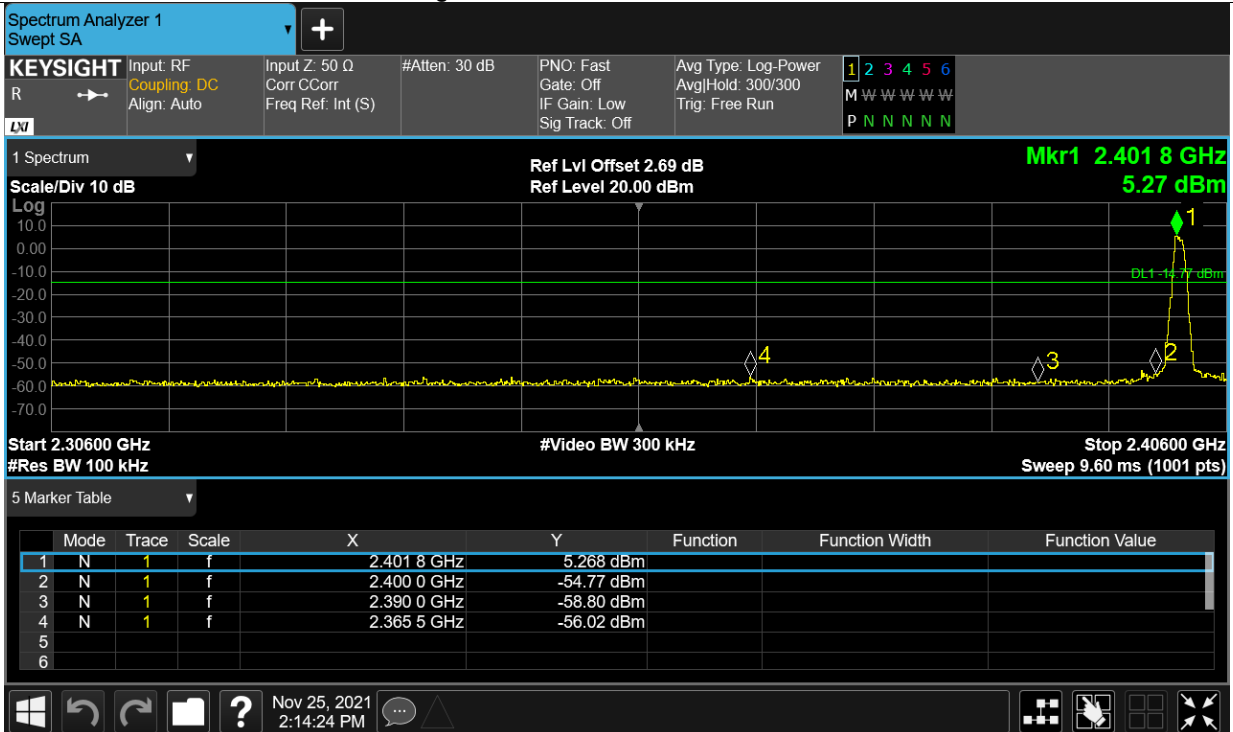 Spectrum Analyzer 1
Swept SA
+
KEYSIGHT Input: RF Input Z: 50 Ω #Atten: 30 dB PNO: Fast Avg Type: Log-Power 1 2 3 4 5 6
R Coupling: DC Corr CCorr Gate: Off Avg|Hold: 300/300 M W W W W W
Align: Auto Freq Ref: Int (S) IF Gain: Low Trig: Free Run
LXI Sig Track: Off P N N N N N
1 Spectrum Ref Lvl Offset 2.69 dB Mkr1 2.401 8 GHz
Scale/Div 10 dB Ref Level 20.00 dBm 5.27 dBm
Log
1
10.0
0.00
-10.0
DL1 -14.77 dBm
-20.0
-30.0
-40.0
4 3 2
-50.0
-60.0
-70.0
Start 2.30600 GHz #Video BW 300 kHz Stop 2.40600 GHz
#Res BW 100 kHz Sweep 9.60 ms (1001 pts)
5 Marker Table
Mode Trace Scale X Y Function Function Width Function Value
1 N 1 f 2.401 8 GHz 5.268 dBm
2 N 1 f 2.400 0 GHz -54.77 dBm
3 N 1 f 2.390 0 GHz -58.80 dBm
4 N 1 f 2.365 5 GHz -56.02 dBm
5
6
? Nov 25, 2021
2:14:24 PM